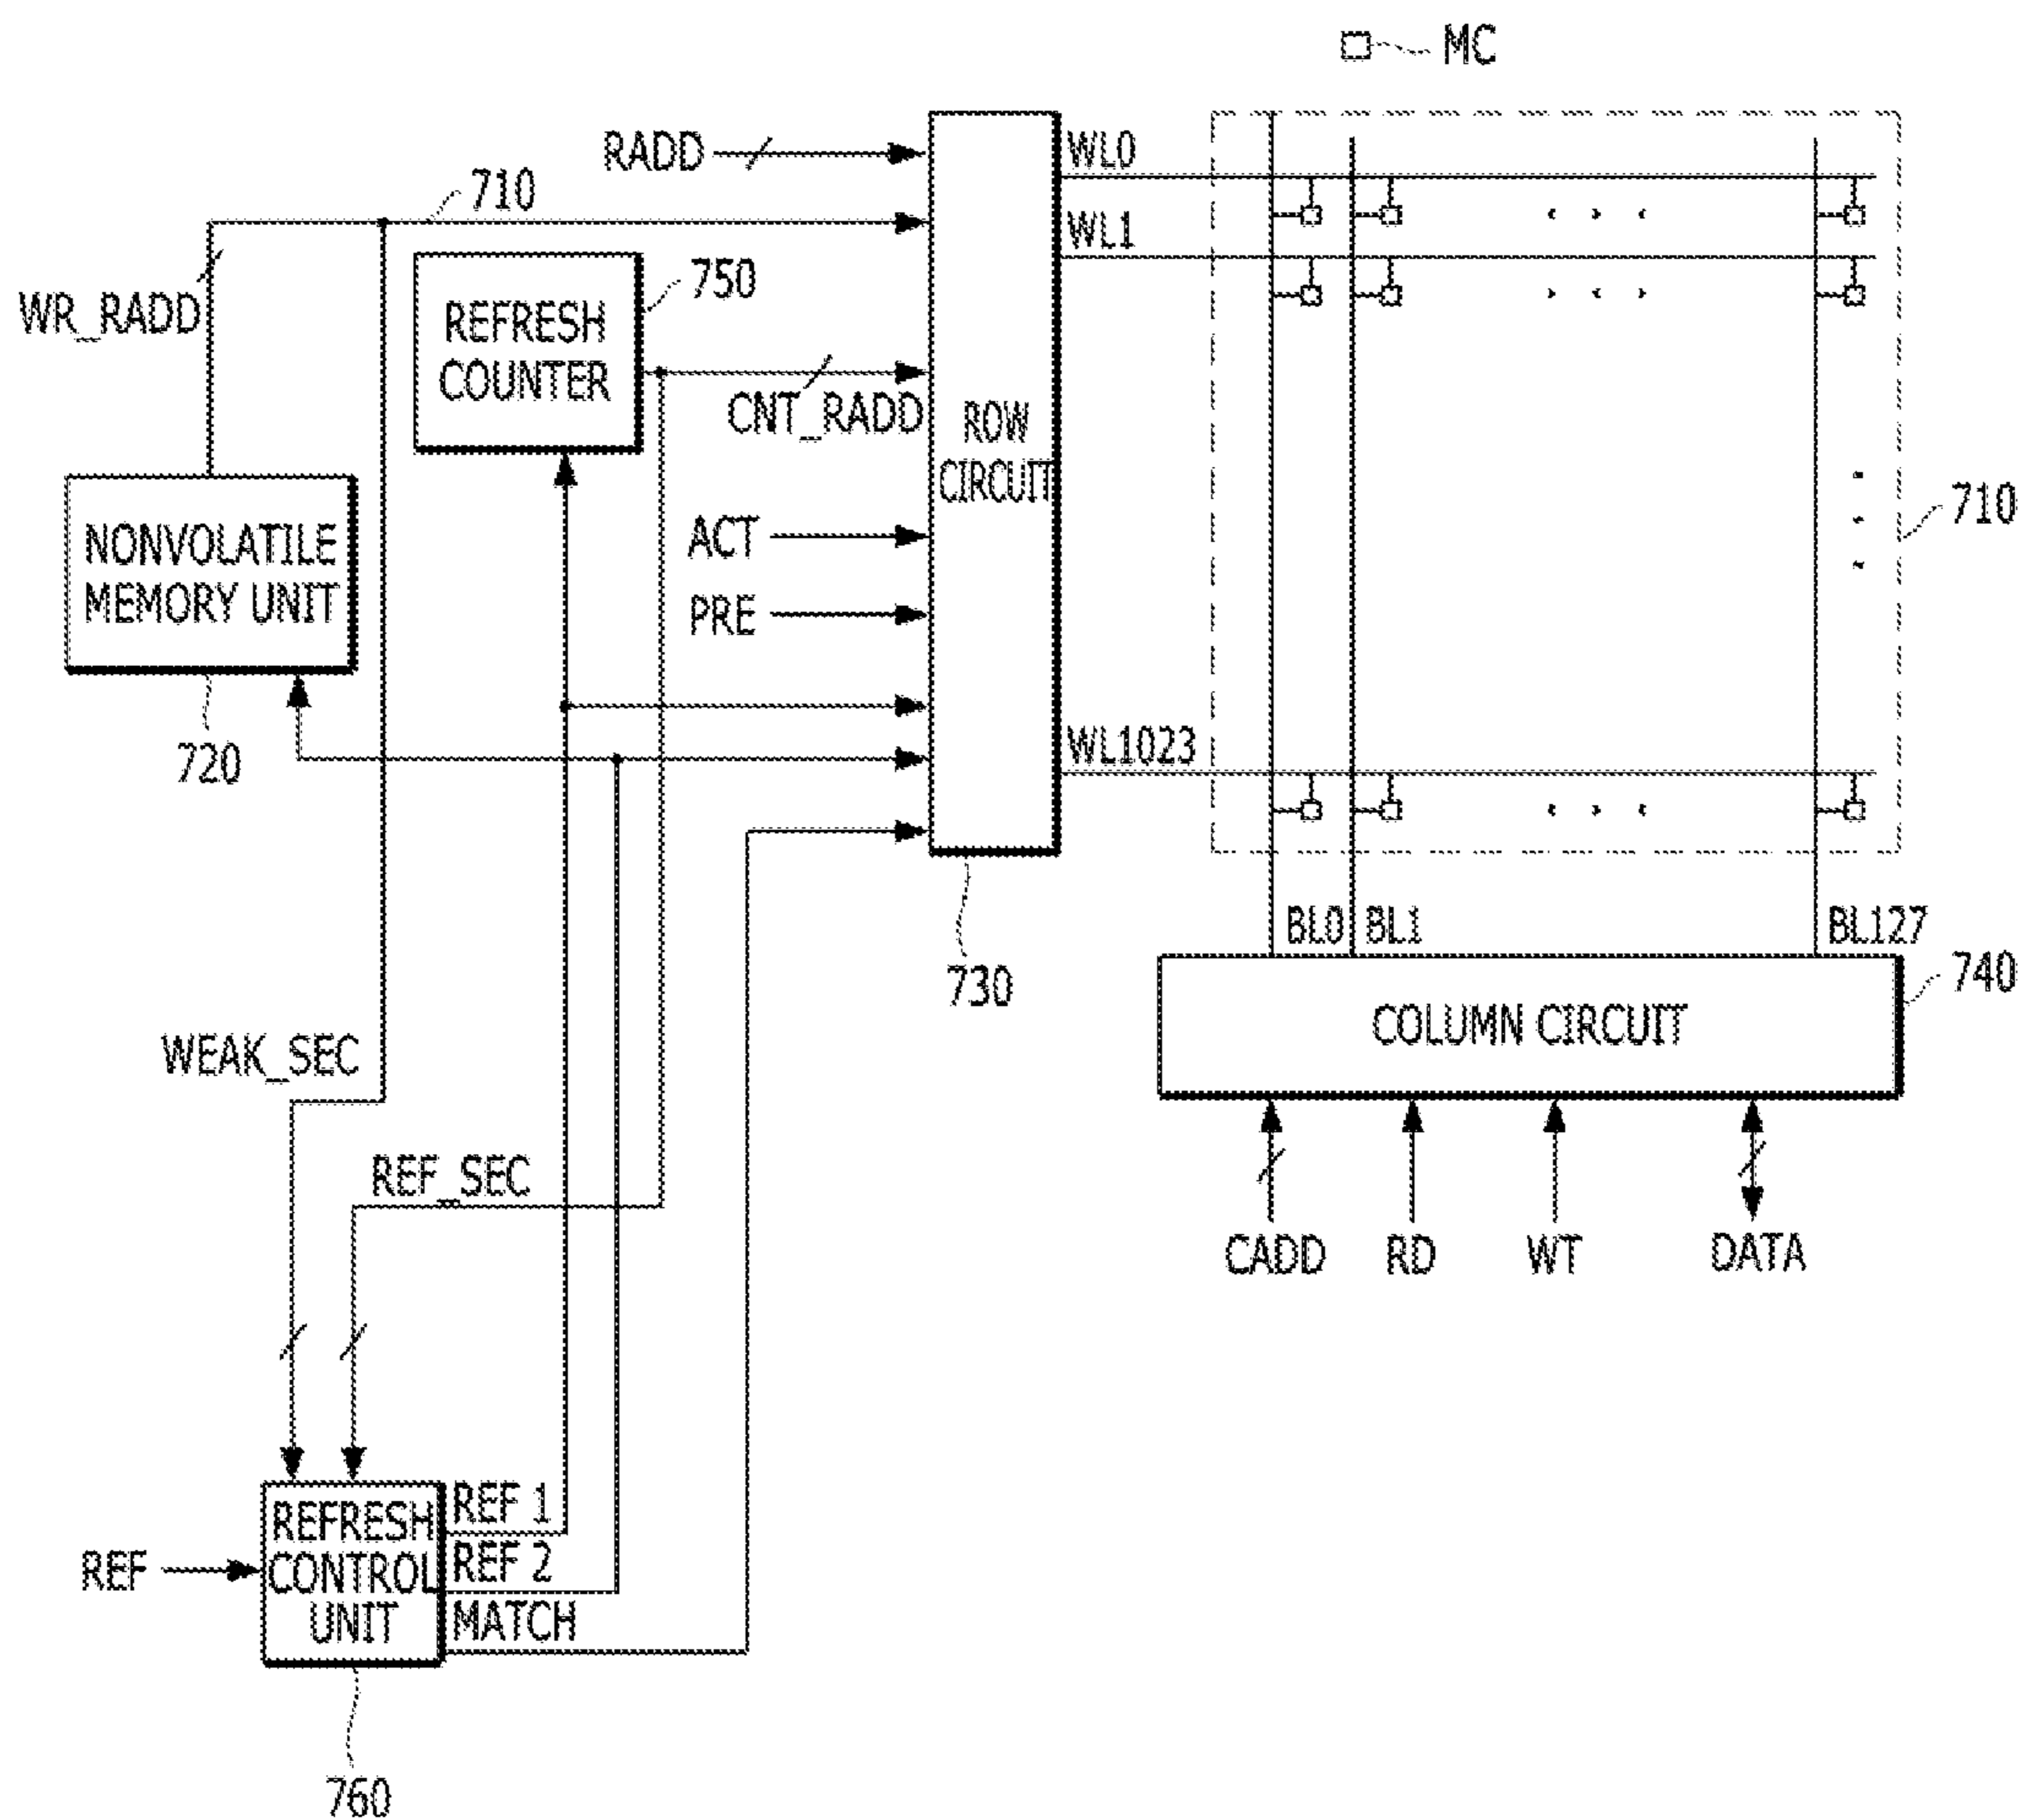 MC
RADD
WL0
710
WL1
WR_RADD
750
REFRESH
COUNTER
CNT_RADD
ROW
CIRCUIT
710
NONVOLATILE
MEMORY UNIT
ACT
PRE
720
WL1023
730
BL0
BL1
BL127
740
COLUMN CIRCUIT
WEAK_SEC
REF_SEC
CADD
RD
WT
DATA
REFRESH
CONTROL
UNIT
REF 1
REF 2
MATCH
REF
760